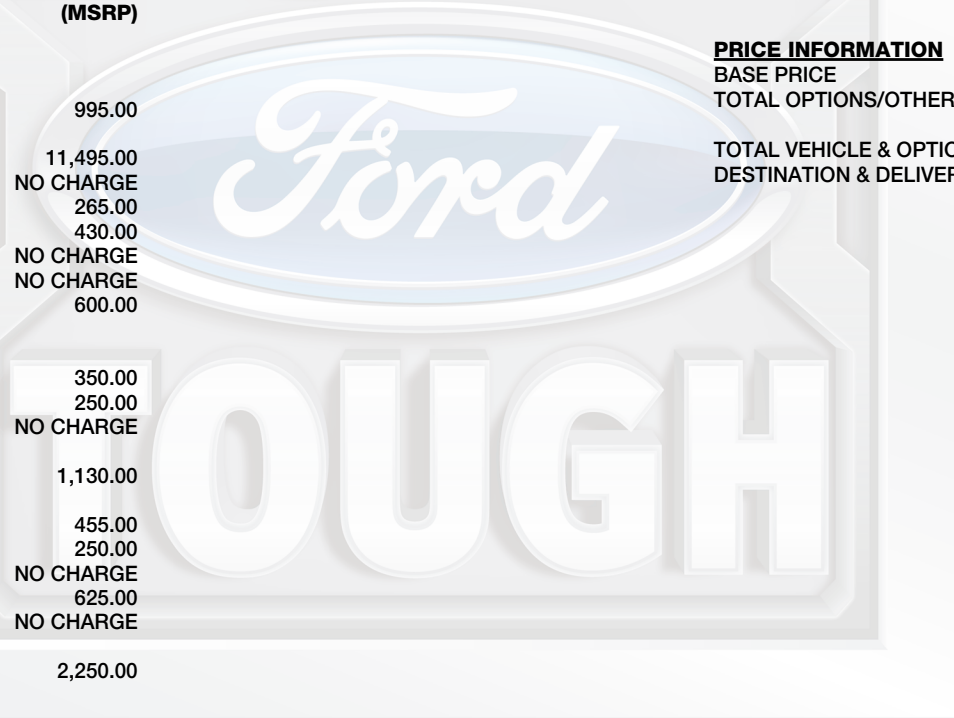 (MSRP)
995.00
11,495.00
NO CHARGE
265.00
430.00
NO CHARGE
NO CHARGE
600.00
350.00
250.00
NO CHARGE
1,130.00
455.00
250.00
NO CHARGE
625.00
NO CHARGE
2,250.00
PRICE INFORMATION
BASE PRICE
TOTAL OPTIONS/OTHER
TOTAL VEHICLE & OPTIO
DESTINATION & DELIVER
Ford
TOUGH